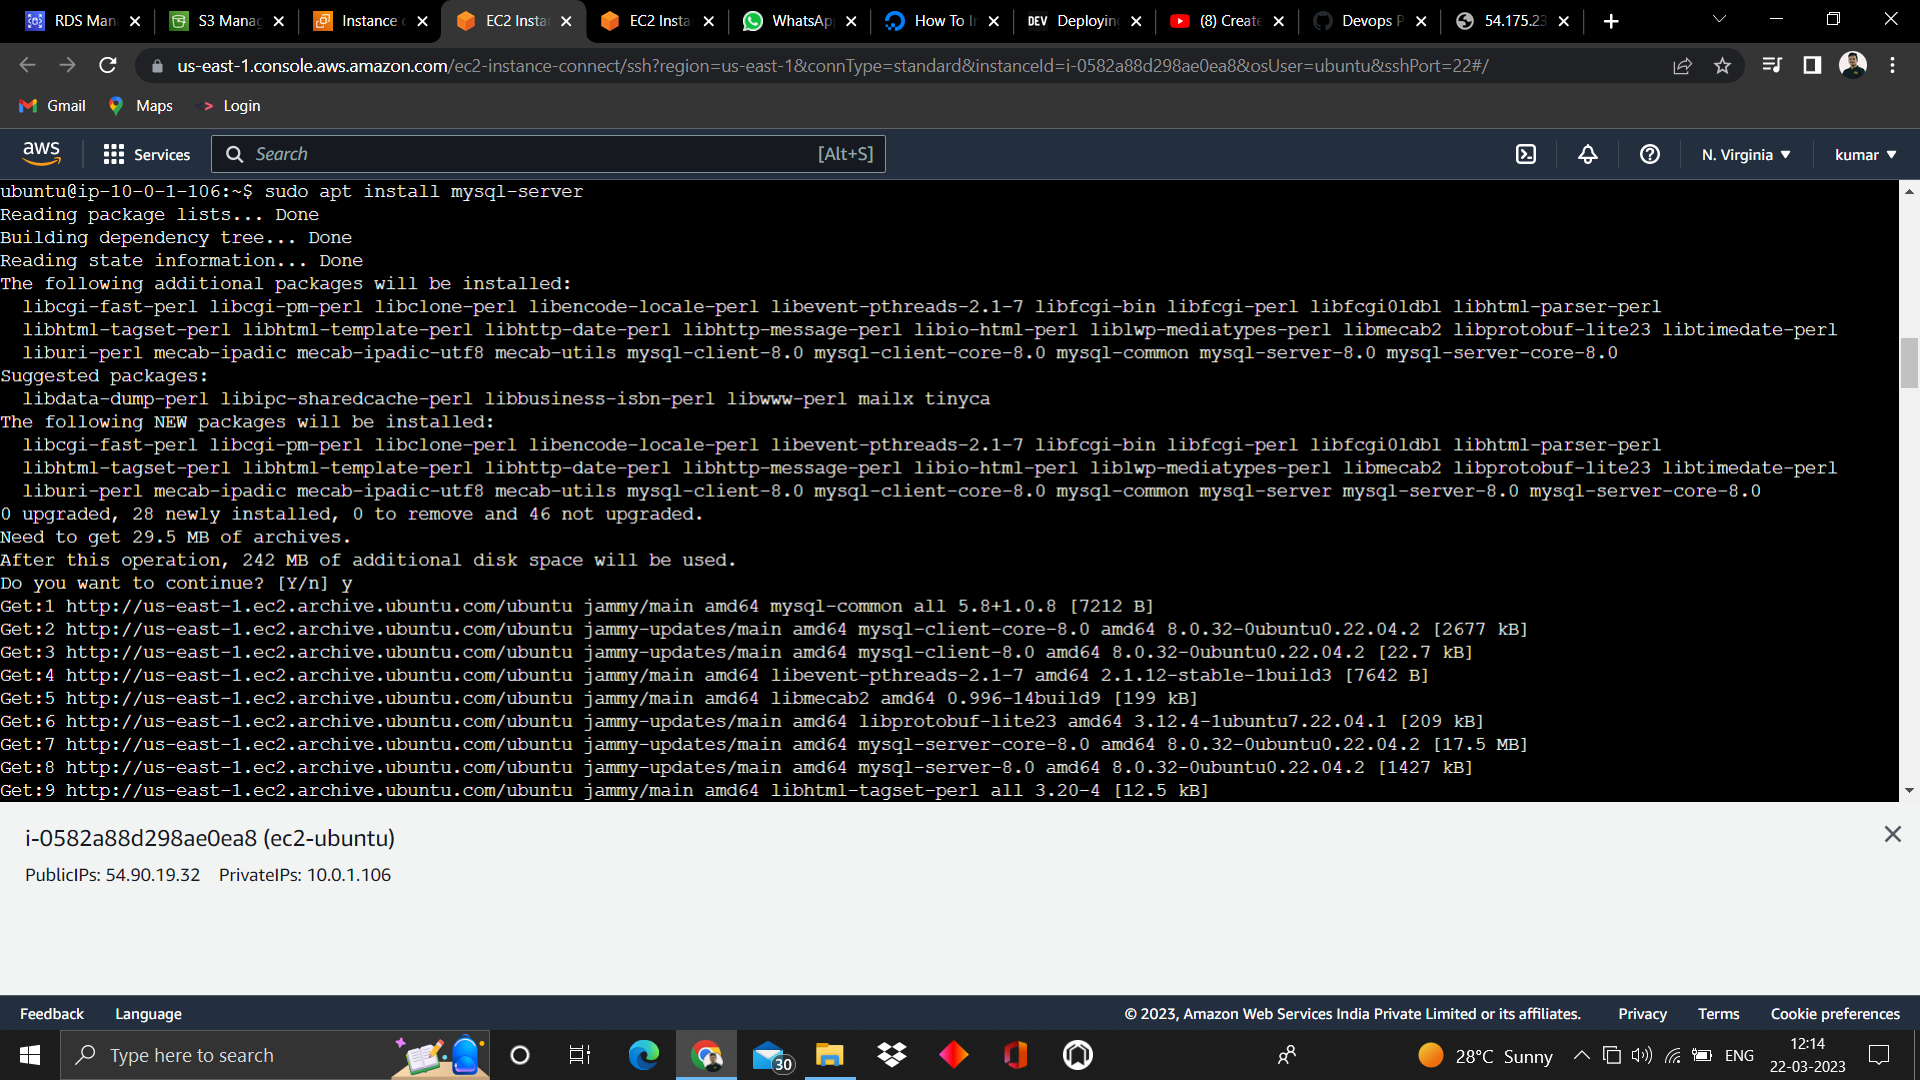 RDS Man
S3 Manag
Instance c
EC2 Insta
EC2 Insta
WhatsAp
How To In
DEV Deployin
(8) Create
Devops P
54.175.23
us-east-1.console.aws.amazon.com/ec2-instance-connect/ssh?region=us-east-1&connType=standard&instanceId=i-0582a88d298ae0ea8&osUser=ubuntu&sshPort=22#/
Gmail
Maps
Login
aws
Services
Search
[Alt+S]
N. Virginia
kumar
ubuntu@ip-10-0-1-106:~$ sudo apt install mysql-server
Reading package lists... Done
Building dependency tree... Done
Reading state information... Done
The following additional packages will be installed:
libcgi-fast-perl libcgi-pm-perl libclone-perl libencode-locale-perl libevent-pthreads-2.1-7 libfcgi-bin libfcgi-perl libfcgi0ldbl libhtml-parser-perl
libhtml-tagset-perl libhtml-template-perl libhttp-date-perl libhttp-message-perl libio-html-perl liblwp-mediatypes-perl libmecab2 libprotobuf-lite23 libtimedate-perl
liburi-perl mecab-ipadic mecab-ipadic-utf8 mecab-utils mysql-client-8.0 mysql-client-core-8.0 mysql-common mysql-server-8.0 mysql-server-core-8.0
Suggested packages:
libdata-dump-perl libipc-sharedcache-perl libbusiness-isbn-perl libwww-perl mailx tinyca
The following NEW packages will be installed:
libcgi-fast-perl libcgi-pm-perl libclone-perl libencode-locale-perl libevent-pthreads-2.1-7 libfcgi-bin libfcgi-perl libfcgi0ldbl libhtml-parser-perl
libhtml-tagset-perl libhtml-template-perl libhttp-date-perl libhttp-message-perl libio-html-perl liblwp-mediatypes-perl libmecab2 libprotobuf-lite23 libtimedate-perl
liburi-perl mecab-ipadic mecab-ipadic-utf8 mecab-utils mysql-client-8.0 mysql-client-core-8.0 mysql-common mysql-server mysql-server-8.0 mysql-server-core-8.0
0 upgraded, 28 newly installed, 0 to remove and 46 not upgraded.
Need to get 29.5 MB of archives.
After this operation, 242 MB of additional disk space will be used.
Do you want to continue? [Y/n] y
Get:1 http://us-east-1.ec2.archive.ubuntu.com/ubuntu jammy/main amd64 mysql-common all 5.8+1.0.8 [7212 B]
Get:2 http://us-east-1.ec2.archive.ubuntu.com/ubuntu jammy-updates/main amd64 mysql-client-core-8.0 amd64 8.0.32-0ubuntu0.22.04.2 [2677 kB]
Get:3 http://us-east-1.ec2.archive.ubuntu.com/ubuntu jammy-updates/main amd64 mysql-client-8.0 amd64 8.0.32-0ubuntu0.22.04.2 [22.7 kB]
Get:4 http://us-east-1.ec2.archive.ubuntu.com/ubuntu jammy/main amd64 libevent-pthreads-2.1-7 amd64 2.1.12-stable-1build3 [7642 B]
Get:5 http://us-east-1.ec2.archive.ubuntu.com/ubuntu jammy/main amd64 libmecab2 amd64 0.996-14build9 [199 kB]
Get:6 http://us-east-1.ec2.archive.ubuntu.com/ubuntu jammy-updates/main amd64 libprotobuf-lite23 amd64 3.12.4-1ubuntu7.22.04.1 [209 kB]
Get:7 http://us-east-1.ec2.archive.ubuntu.com/ubuntu jammy-updates/main amd64 mysql-server-core-8.0 amd64 8.0.32-0ubuntu0.22.04.2 [17.5 MB]
Get:8 http://us-east-1.ec2.archive.ubuntu.com/ubuntu jammy-updates/main amd64 mysql-server-8.0 amd64 8.0.32-0ubuntu0.22.04.2 [1427 kB]
Get:9 http://us-east-1.ec2.archive.ubuntu.com/ubuntu jammy/main amd64 libhtml-tagset-perl all 3.20-4 [12.5 kB]
i-0582a88d298ae0ea8 (ec2-ubuntu)
PublicIPs: 54.90.19.32 PrivateIPs: 10.0.1.106
Feedback
Language
© 2023, Amazon Web Services India Private Limited or its affiliates.
Privacy
Terms
Cookie preferences
Type here to search
30
28°C Sunny
ENG
12:14
22-03-2023